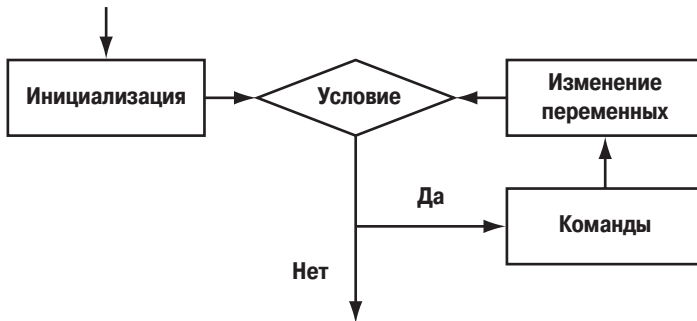 Инициализация
Условие
Изменение
переменных
Да
Команды
Нет